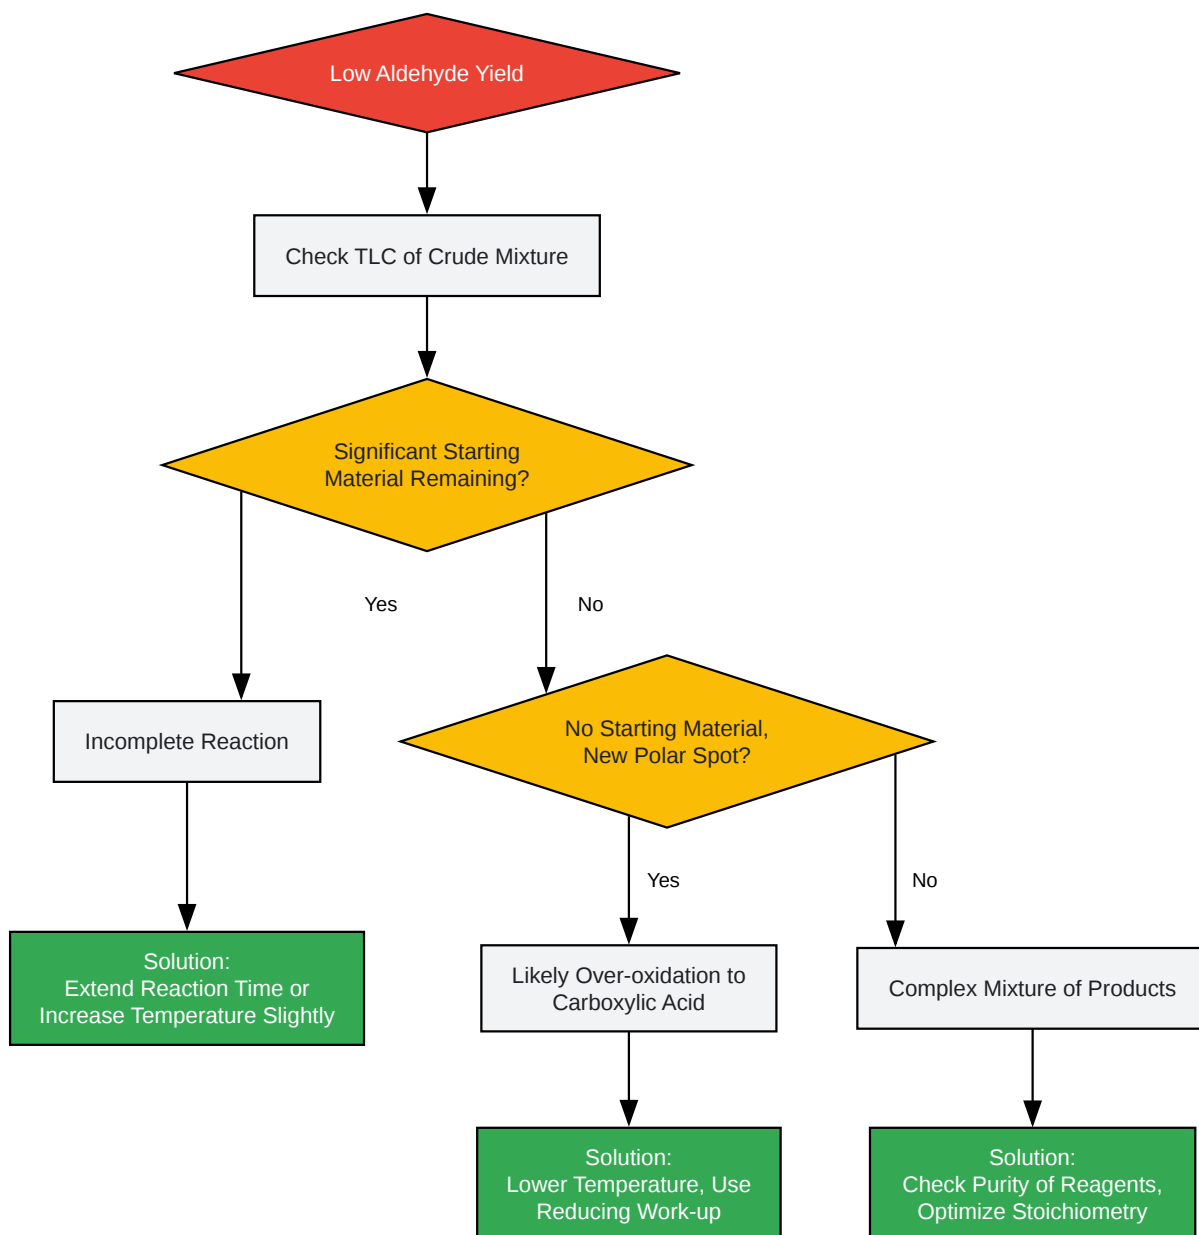 Low Aldehyde Yield
Check TLC of Crude Mixture
Significant Starting
Material Remaining?
Yes
No
Incomplete Reaction
No Starting Material,
New Polar Spot?
Solution:
Extend Reaction Time or
Increase Temperature Slightly
Yes
No
Likely Over-oxidation to
Carboxylic Acid
Complex Mixture of Products
Solution:
Lower Temperature, Use
Reducing Work-up
Solution:
Check Purity of Reagents,
Optimize Stoichiometry